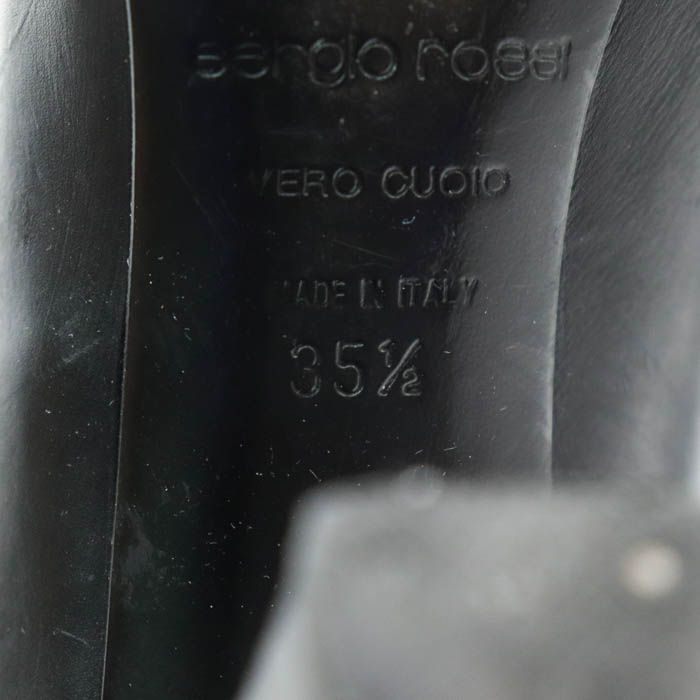 sergio rossi
VERO CUOIO
MADE IN ITALY
35½